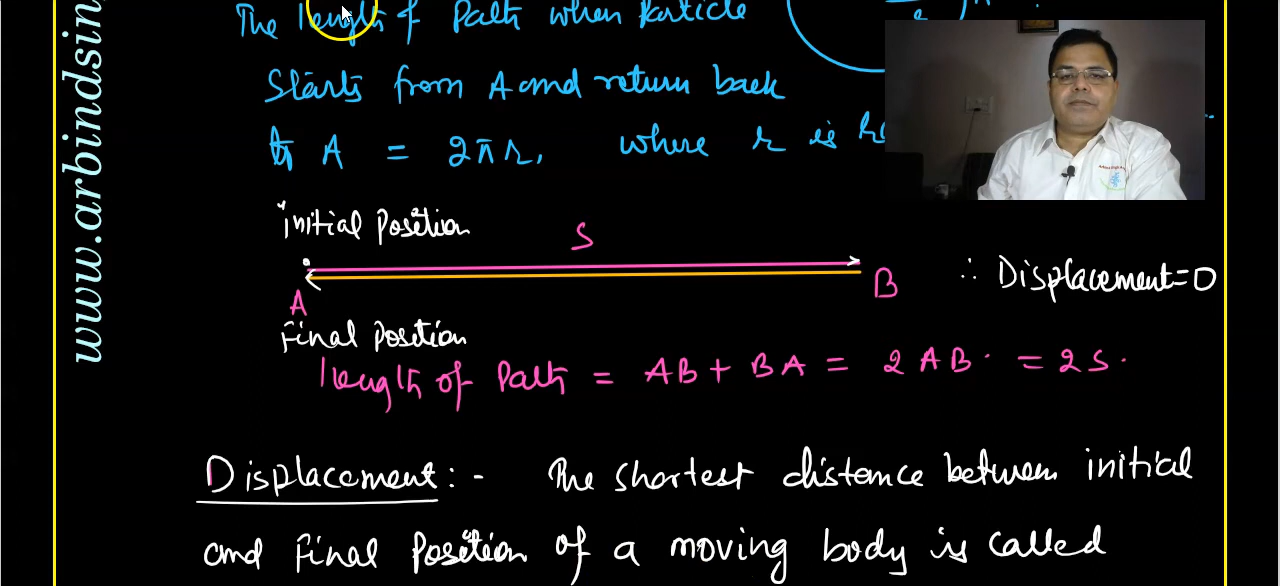 www.arbindsin
The length of Path when Particle
Starts from A and return back
to A = 2πr, where r is
initial Position
S
A
B
∴ Displacement=0
Final Position
length of Path = AB + BA = 2AB. = 2S.
Displacement:- The shortest distance between initial
and final Position of a moving body is called